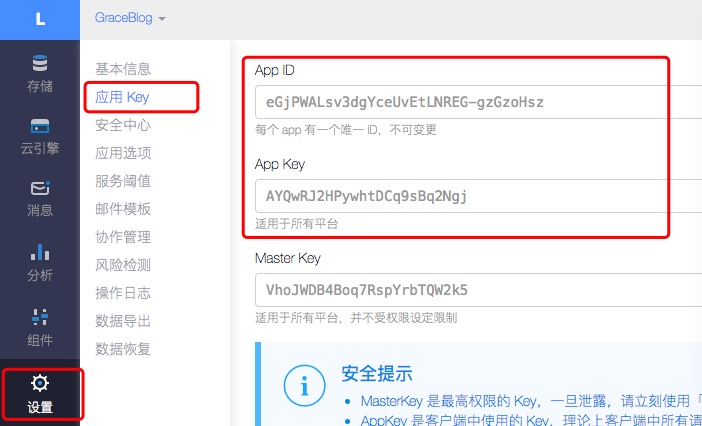 L
GraceBlog
存储
云引擎
消息
分析
组件
设置
基本信息
应用 Key
安全中心
应用选项
服务阈值
邮件模板
协作管理
风险检测
操作日志
数据导出
数据恢复
App ID
eGjPWALsv3dgYceUvEtLNREG-gzGzoHsz
每个 app 有一个唯一 ID，不可变更
App Key
AYQwRJ2HPywhtDCq9sBq2Ngj
适用于所有平台
Master Key
VhoJWDB4Boq7RspYrbTQW2k5
适用于所有平台，并不受权限设定限制
安全提示
MasterKey 是最高权限的 Key，一旦泄露，请立刻使用「
AppKey 是客户端中使用的 Key，理论上客户端中所有请